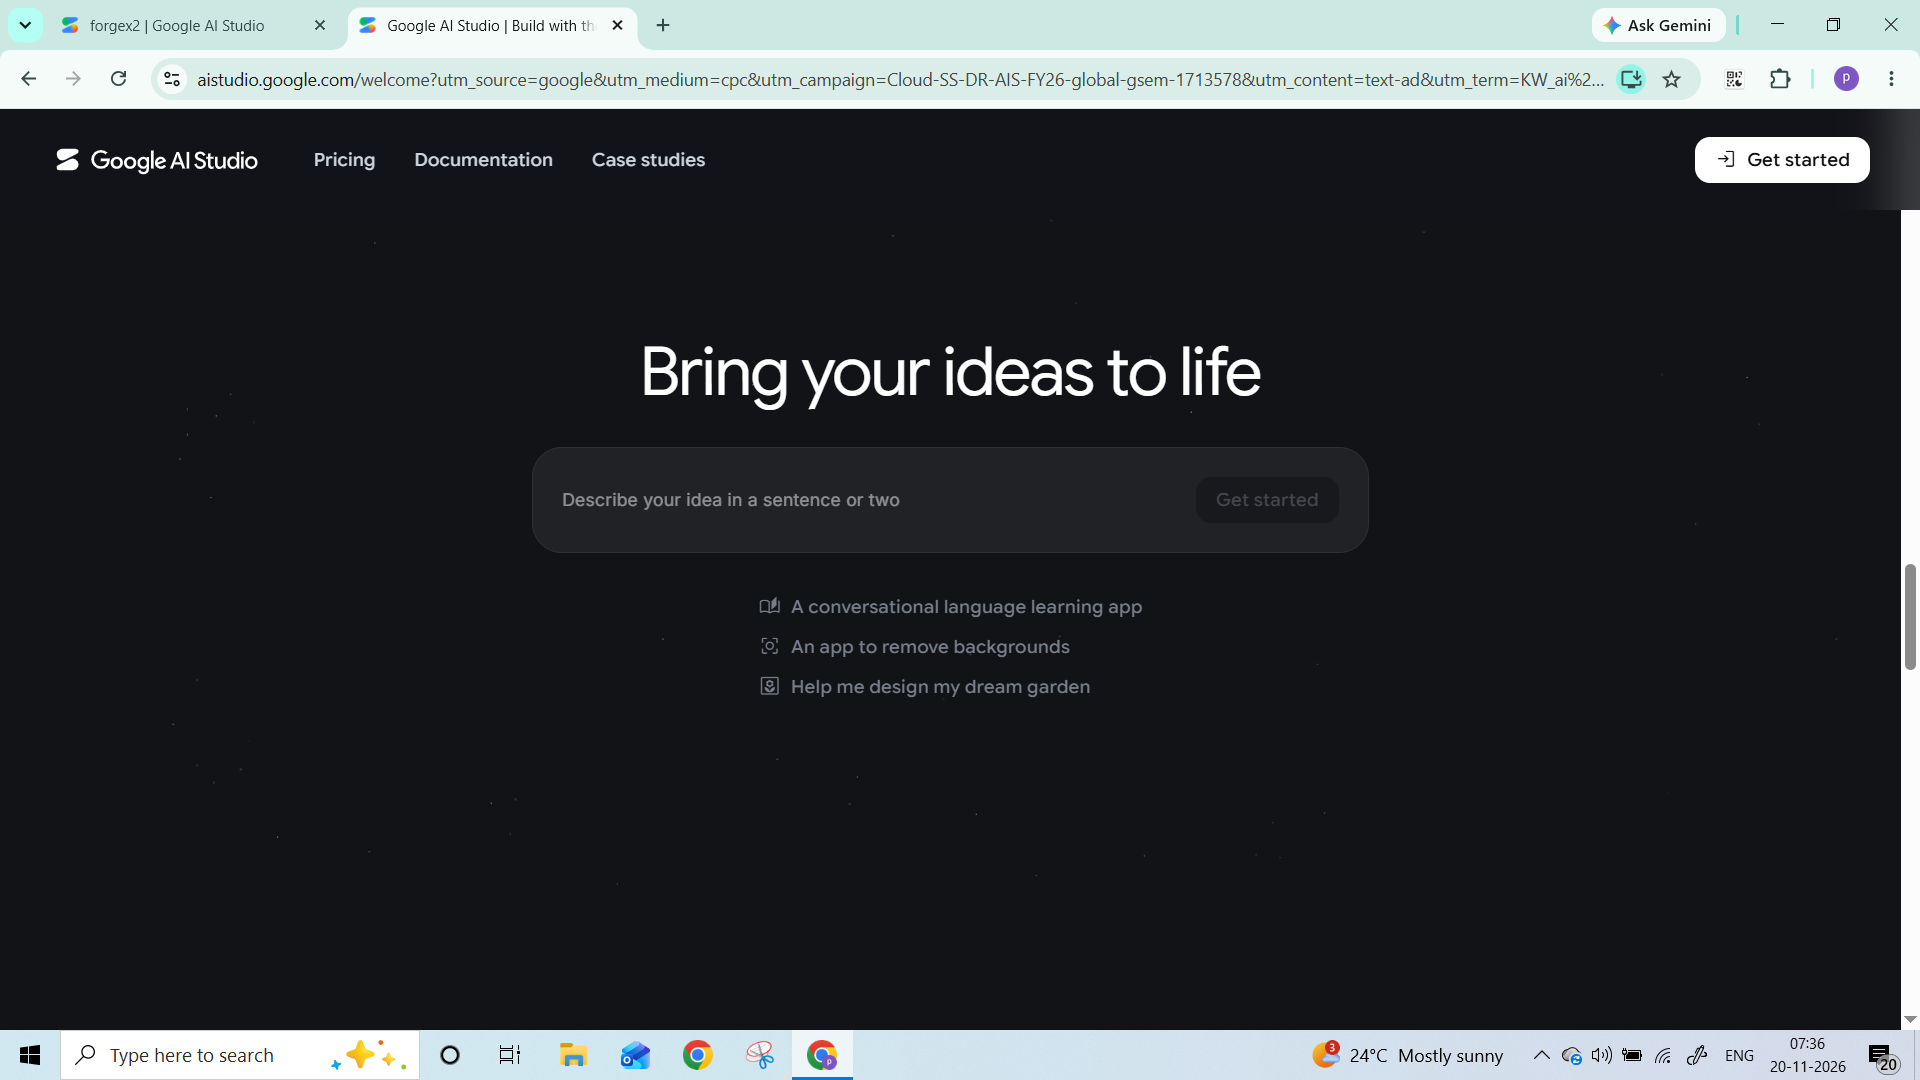 forgex2 | Google AI Studio
Google AI Studio | Build with th
Ask Gemini
aistudio.google.com/welcome?utm_source=google&utm_medium=cpc&utm_campaign=Cloud-SS-DR-AIS-FY26-global-gsem-1713578&utm_content=text-ad&utm_term=KW_ai%2...
P
Google AI Studio
Pricing
Documentation
Case studies
Get started
Bring your ideas to life
Describe your idea in a sentence or two
Get started
A conversational language learning app
An app to remove backgrounds
Help me design my dream garden
Type here to search
3
24°C Mostly sunny
ENG
07:36
20-11-2026
20